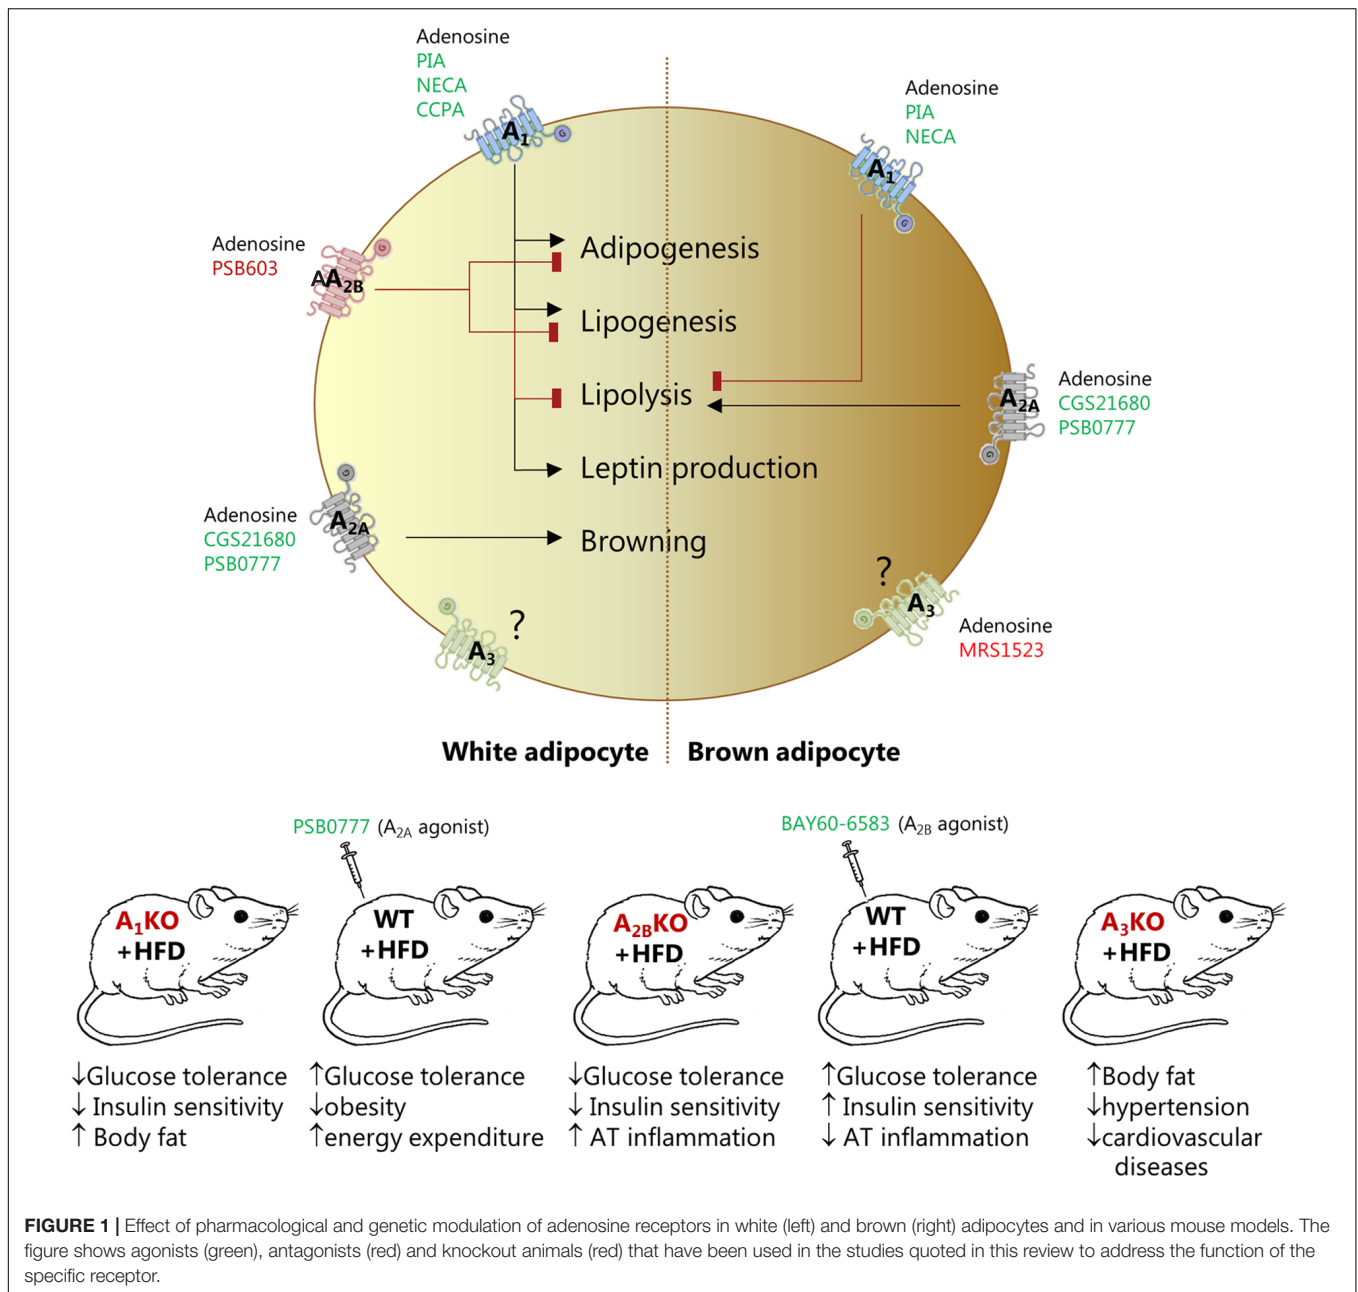 Adenosine
PIA
NECA
CCPA
A1
G
Adenosine
PIA
NECA
A1
G
Adenosine
PSB603
G
AA2B
Adipogenesis
Lipogenesis
Lipolysis
Leptin production
Browning
Adenosine
CGS21680
PSB0777
A2A
G
Adenosine
CGS21680
PSB0777
G
A2A
G
A3
?
?
G
A3
Adenosine
MRS1523
White adipocyte
Brown adipocyte
PSB0777 (A2A agonist)
BAY60-6583 (A2B agonist)
A1KO
+HFD
↓Glucose tolerance
↓ Insulin sensitivity
↑ Body fat
WT
+HFD
↑Glucose tolerance
↓obesity
↑energy expenditure
A2BKO
+HFD
↓Glucose tolerance
↓ Insulin sensitivity
↑ AT inflammation
WT
+HFD
↑Glucose tolerance
↑ Insulin sensitivity
↓ AT inflammation
A3KO
+HFD
↑Body fat
↓hypertension
↓cardiovascular
diseases
FIGURE 1 | Effect of pharmacological and genetic modulation of adenosine receptors in white (left) and brown (right) adipocytes and in various mouse models. The
figure shows agonists (green), antagonists (red) and knockout animals (red) that have been used in the studies quoted in this review to address the function of the
specific receptor.